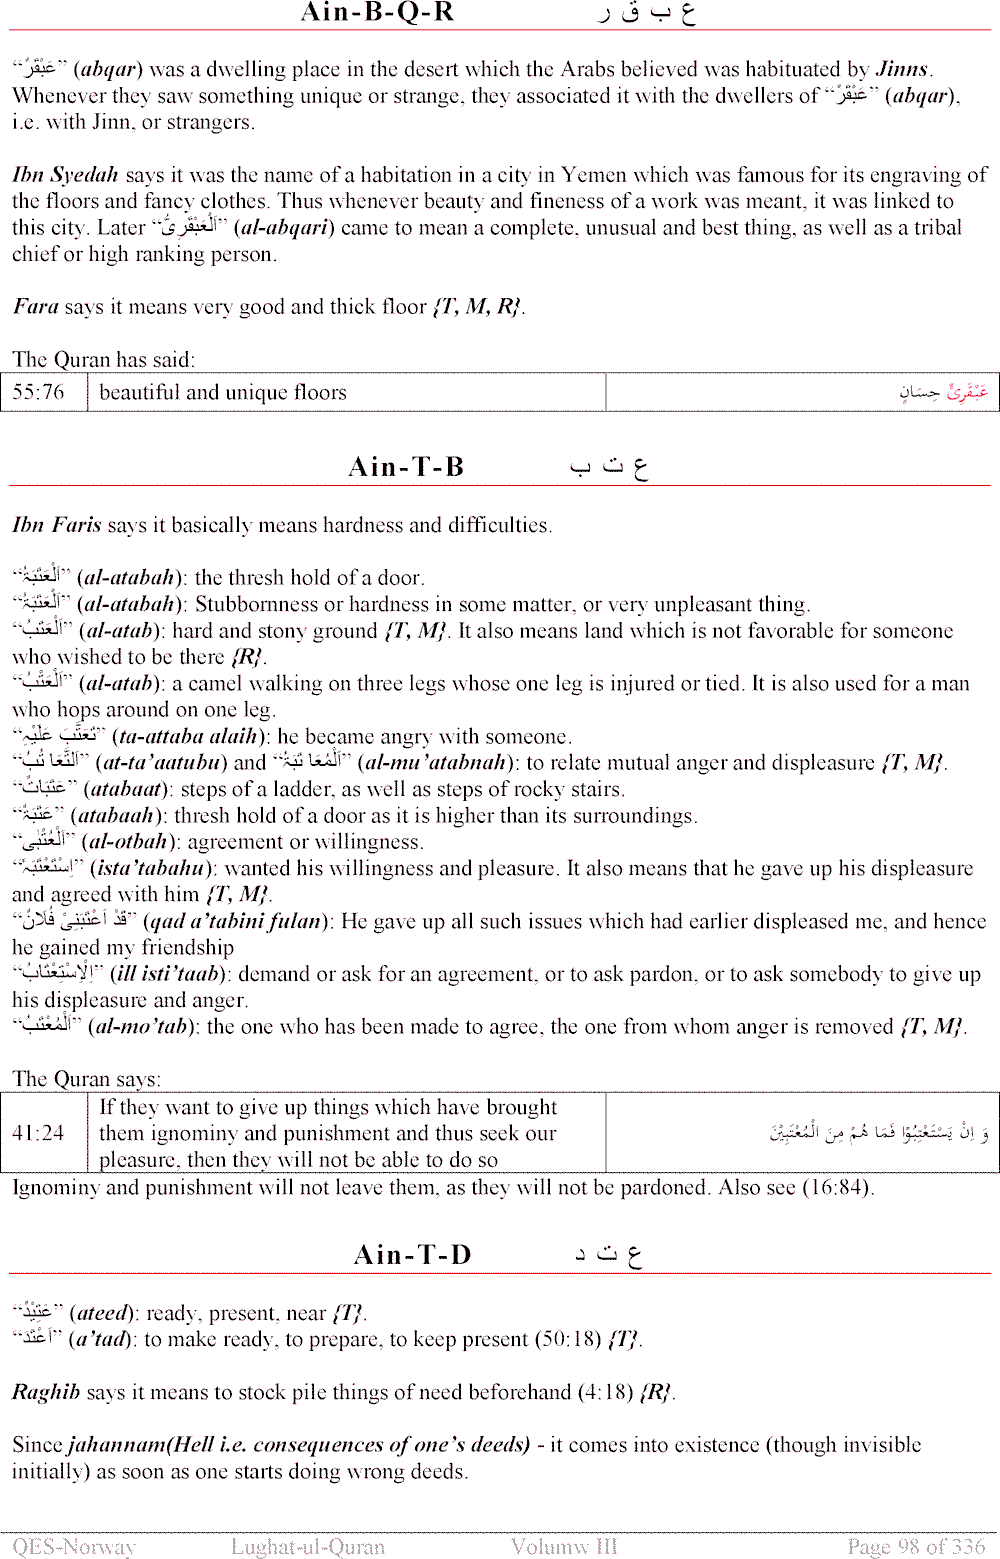 Ain-B-Q-R ع ب ق ر
“عَبْقَرٌ” (abqar) was a dwelling place in the desert which the Arabs believed was habituated by Jinns.
Whenever they saw something unique or strange, they associated it with the dwellers of “عَبْقَرٌ” (abqar),
i.e. with Jinn, or strangers.
Ibn Syedah says it was the name of a habitation in a city in Yemen which was famous for its engraving of
the floors and fancy clothes. Thus whenever beauty and fineness of a work was meant, it was linked to
this city. Later “اَلْعَبْقَرِیُّ” (al-abqari) came to mean a complete, unusual and best thing, as well as a tribal
chief or high ranking person.
Fara says it means very good and thick floor {T, M, R}.
The Quran has said:
55:76 beautiful and unique floors عَبْقَرِیٍّ حِسَانٍ
Ain-T-B ع ت ب
Ibn Faris says it basically means hardness and difficulties.
“اَلْعَتَبَۃُ” (al-atabah): the thresh hold of a door.
“اَلْعَتَبَۃُ” (al-atabah): Stubbornness or hardness in some matter, or very unpleasant thing.
“اَلْعَتَبُ” (al-atab): hard and stony ground {T, M}. It also means land which is not favorable for someone
who wished to be there {R}.
“اَلْعَتْبُ” (al-atab): a camel walking on three legs whose one leg is injured or tied. It is also used for a man
who hops around on one leg.
“تَعَتَّبَ عَلَیْہِ” (ta-attaba alaih): he became angry with someone.
“اَلتَّعَا تُبُ” (at-ta’aatubu) and “اَلْمُعَا تَبَۃُ” (al-mu’atabnah): to relate mutual anger and displeasure {T, M}.
“عَتَبَاتٌ” (atabaat): steps of a ladder, as well as steps of rocky stairs.
“عَتَبَۃٌ” (atabaah): thresh hold of a door as it is higher than its surroundings.
“اَلْعُتْبٰی” (al-otbah): agreement or willingness.
“اِسْتَعْتَبَہٗ” (ista’tabahu): wanted his willingness and pleasure. It also means that he gave up his displeasure
and agreed with him {T, M}.
“قَدْ اَعْتَبَنِیْ فُلَانٌ” (qad a’tabini fulan): He gave up all such issues which had earlier displeased me, and hence
he gained my friendship
“اِلْاِسْتِعْتَابُ” (ill isti’taab): demand or ask for an agreement, or to ask pardon, or to ask somebody to give up
his displeasure and anger.
“اَلْمُعْتَبُ” (al-mo’tab): the one who has been made to agree, the one from whom anger is removed {T, M}.
The Quran says:
If they want to give up things which have brought
41:24 them ignominy and punishment and thus seek our وَ اِنْ یَسْتَعْتِبُوْا فَمَا هُمْ مِنَ الْمُعْتَبِیْنَ
pleasure, then they will not be able to do so
Ignominy and punishment will not leave them, as they will not be pardoned. Also see (16:84).
Ain-T-D ع ت د
“عَتِیْدٌ” (ateed): ready, present, near {T}.
“اَعْتَدَ” (a’tad): to make ready, to prepare, to keep present (50:18) {T}.
Raghib says it means to stock pile things of need beforehand (4:18) {R}.
Since jahannam(Hell i.e. consequences of one’s deeds) - it comes into existence (though invisible
initially) as soon as one starts doing wrong deeds.
QES-Norway Lughat-ul-Quran Volumw III Page 98 of 336